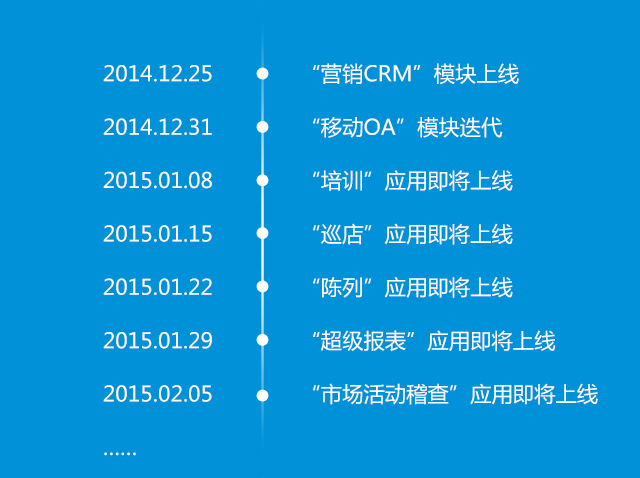 2014.12.25 “营销CRM”模块上线
2014.12.31 “移动OA”模块迭代
2015.01.08 “培训”应用即将上线
2015.01.15 “巡店”应用即将上线
2015.01.22 “陈列”应用即将上线
2015.01.29 “超级报表”应用即将上线
2015.02.05 “市场活动稽查”应用即将上线
……